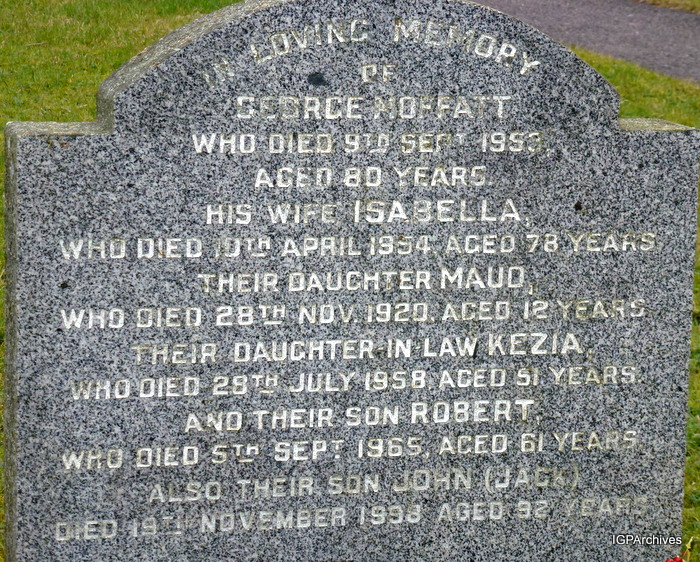 IN LOVING MEMORY
OF
GEORGE MOFFATT
WHO DIED 9TH SEPT. 1953,
AGED 80 YEARS.
HIS WIFE ISABELLA,
WHO DIED 10TH APRIL 1954, AGED 78 YEARS.
THEIR DAUGHTER MAUD,
WHO DIED 28TH NOV. 1920, AGED 12 YEARS.
THEIR DAUGHTER-IN-LAW KEZIA,
WHO DIED 28TH JULY 1958, AGED 51 YEARS.
AND THEIR SON ROBERT,
WHO DIED 5TH SEPT. 1965, AGED 61 YEARS.
ALSO THEIR SON JOHN (JACK)
DIED 19TH NOVEMBER 1998 AGED 92 YEARS.
IGPArchives